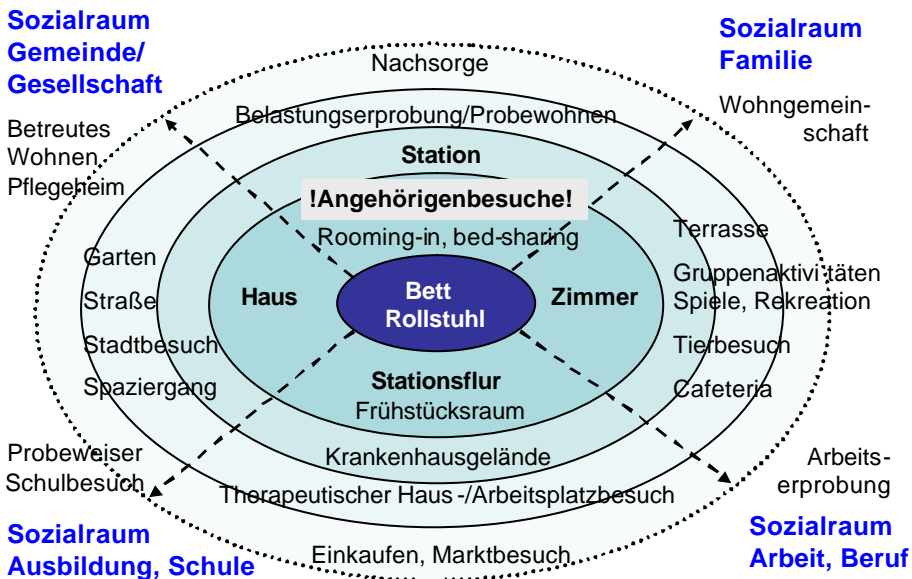 Sozialraum
Gemeinde/
Gesellschaft
Sozialraum
Familie
Nachsorge
Betreutes
Wohnen
Pflegeheim
Belastungserprobung/Probewohnen
Wohngemein-
schaft
Station
!Angehörigenbesuche!
Rooming-in, bed-sharing
Garten
Straße
Stadtbesuch
Spaziergang
Haus
Bett
Rollstuhl
Zimmer
Terrasse
Gruppenaktivitäten
Spiele, Rekreation
Tierbesuch
Cafeteria
Stationsflur
Frühstücksraum
Krankenhausgelände
Therapeutischer Haus-/Arbeitsplatzbesuch
Einkaufen, Marktbesuch
Probeweiser
Schulbesuch
Sozialraum
Ausbildung, Schule
Arbeits-
erprobung
Sozialraum
Arbeit, Beruf